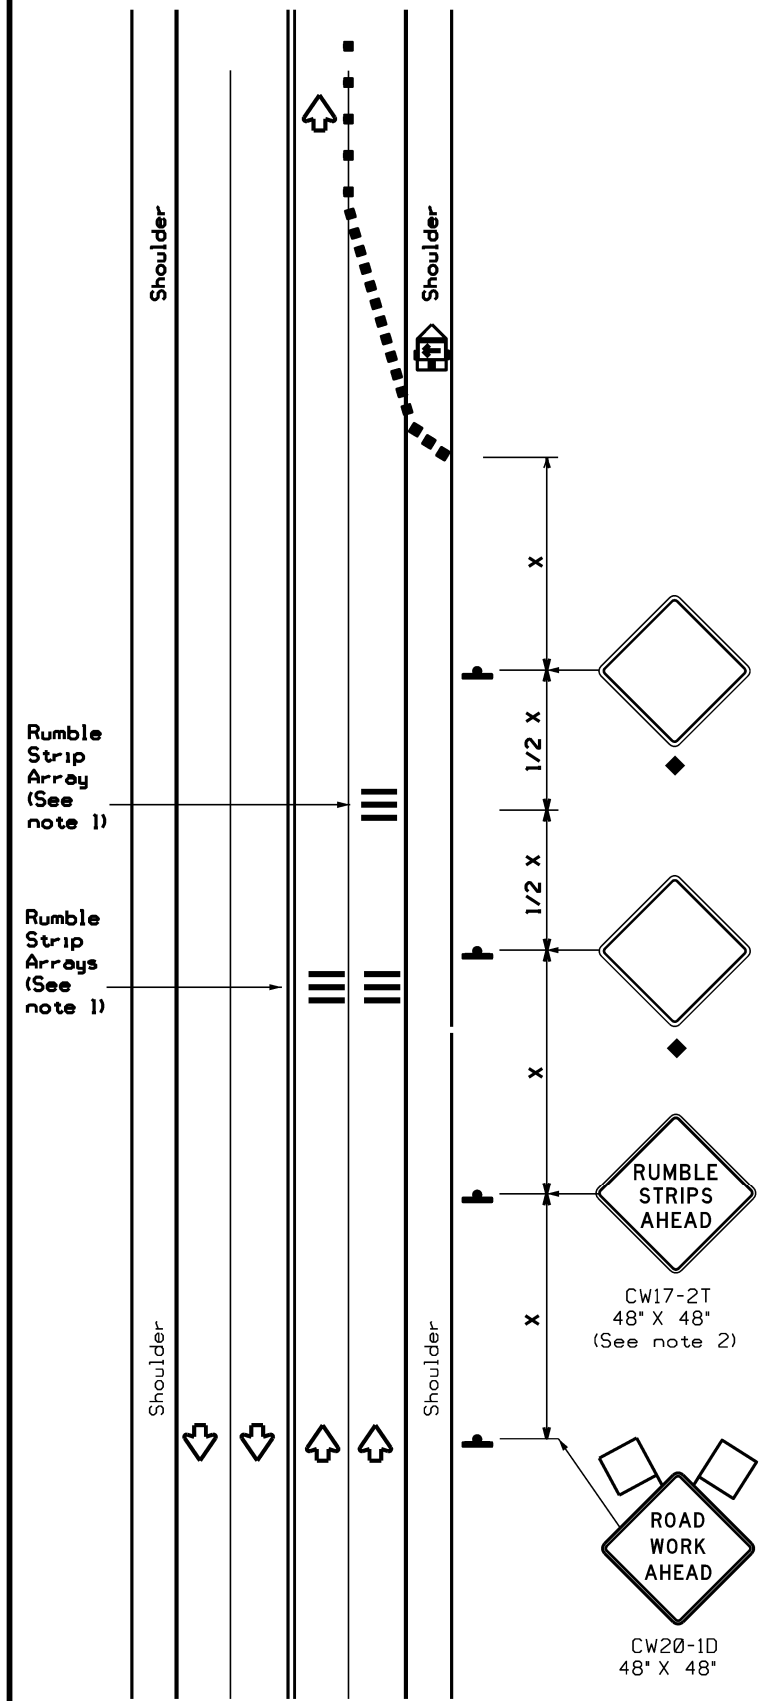 Shoulder
Shoulder
X
Rumble
Strip
Array
(See
note 1)
1/2 X
1/2 X
Rumble
Strip
Arrays
(See
note 1)
X
RUMBLE
STRIPS
AHEAD
CW17-2T
48" X 48"
(See note 2)
X
Shoulder
Shoulder
ROAD
WORK
AHEAD
CW20-1D
48" X 48"